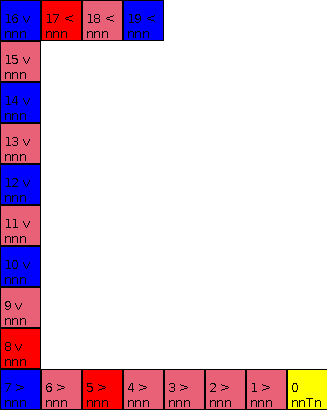 16 v 17 < 18 < 19 <
nnn nnn nnn nnn
15 v
nnn
14 v
nnn
13 v
nnn
12 v
nnn
11 v
nnn
10 v
nnn
9 v
nnn
8 v
nnn
7 > 6 > 5 > 4 > 3 > 2 > 1 > 0
nnn nnn nnn nnn nnn nnn nnn nnTn